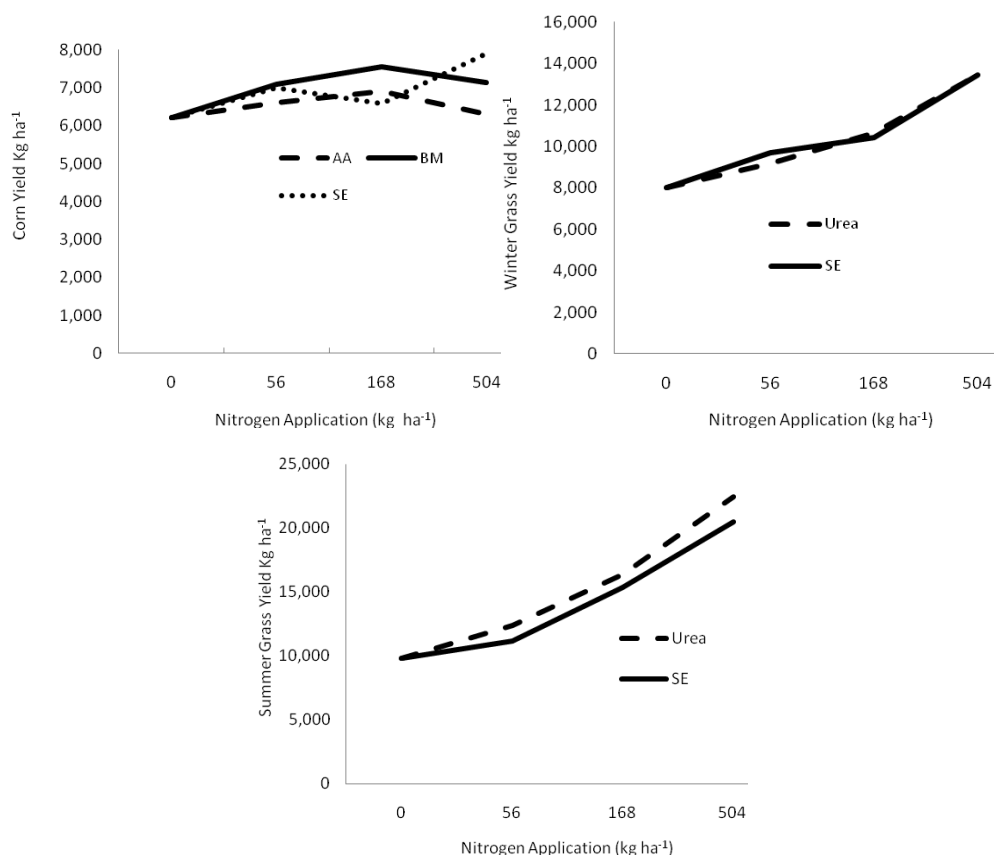 Corn Yield Kg ha-1
8,000
7,000
6,000
5,000
4,000
3,000
2,000
1,000
0
AA BM
SE
0 56 168 504
Nitrogen Application (kg ha-1)
Winter Grass Yield Kg ha-1
16,000
14,000
12,000
10,000
8,000
6,000
4,000
2,000
0
Urea
SE
0 56 168 504
Nitrogen Application (kg ha-1)
Summer Grass Yield Kg ha-1
25,000
20,000
15,000
10,000
5,000
0
Urea
SE
0 56 168 504
Nitrogen Application (kg ha-1)